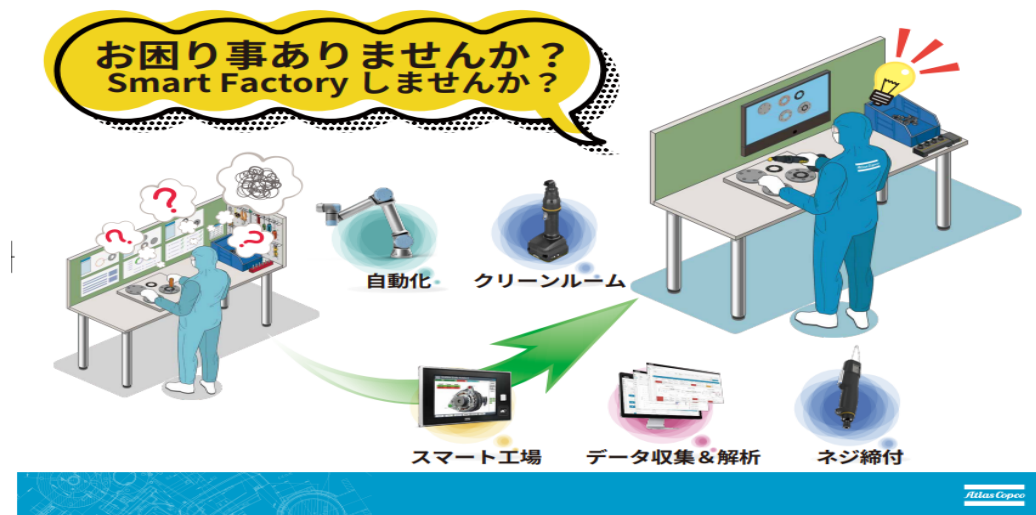 お困り事ありませんか？
Smart Factory しませんか？
?
?
?
自動化
クリーンルーム
スマート工場
データ収集＆解析
ネジ締付
Atlas Copco